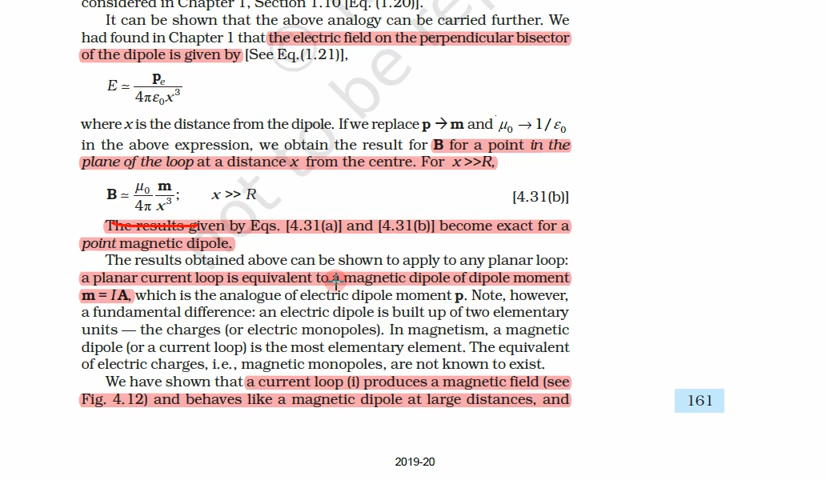 considered in Chapter 1, Section 1.10 [Eq. (1.20)].
It can be shown that the above analogy can be carried further. We
had found in Chapter 1 that the electric field on the perpendicular bisector
of the dipole is given by [See Eq.(1.21)],
E ≃ pₑ / 4πε₀x³
where x is the distance from the dipole. If we replace p → m and μ₀ → 1/ε₀
in the above expression, we obtain the result for B for a point in the
plane of the loop at a distance x from the centre. For x >>R,
B ≃ μ₀/4π m/x³; x >> R [4.31(b)]
The results given by Eqs. [4.31(a)] and [4.31(b)] become exact for a
point magnetic dipole.
The results obtained above can be shown to apply to any planar loop:
a planar current loop is equivalent to a magnetic dipole of dipole moment
m = I A, which is the analogue of electric dipole moment p. Note, however,
a fundamental difference: an electric dipole is built up of two elementary
units — the charges (or electric monopoles). In magnetism, a magnetic
dipole (or a current loop) is the most elementary element. The equivalent
of electric charges, i.e., magnetic monopoles, are not known to exist.
We have shown that a current loop (i) produces a magnetic field (see
Fig. 4.12) and behaves like a magnetic dipole at large distances, and
161
2019-20
© not to be re